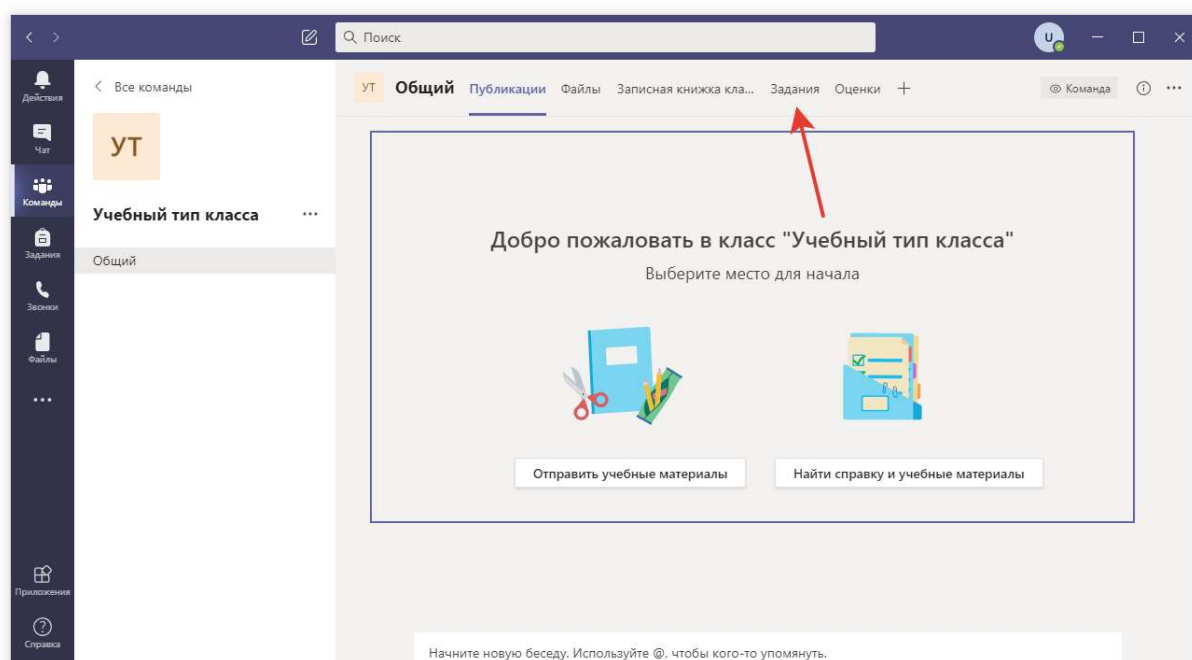 Поиск
U
Действия
Чат
Команды
Задания
Звонки
Файлы
Приложения
Справка
Все команды
УТ
Учебный тип класса
Общий
УТ Общий Публикации Файлы Записная книжка кла... Задания Оценки
Команда
Добро пожаловать в класс "Учебный тип класса"
Выберите место для начала
Отправить учебные материалы
Найти справку и учебные материалы
Начните новую беседу. Используйте @, чтобы кого-то упомянуть.